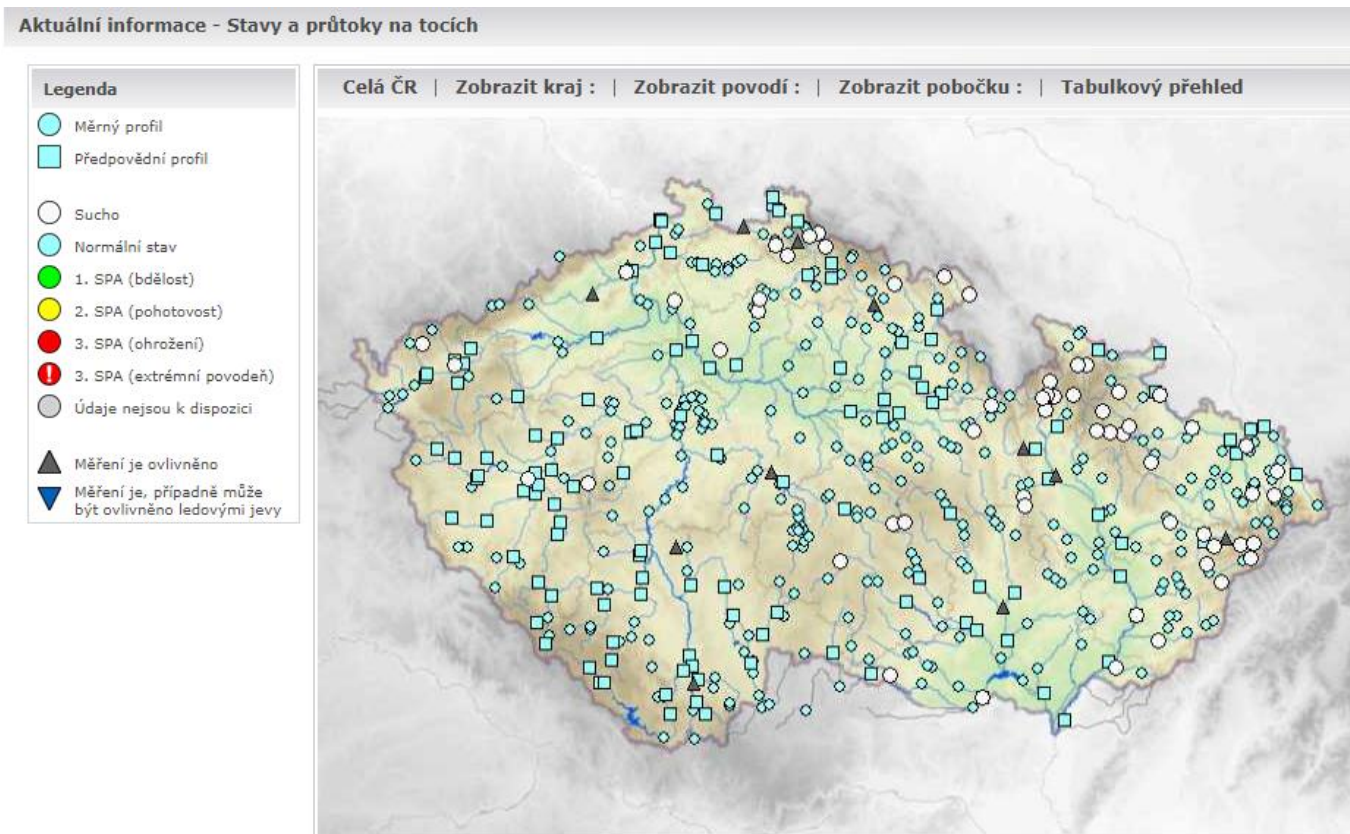 Aktuální informace - Stavy a průtoky na tocích
Legenda
Měrný profil
Předpovědní profil
Sucho
Normální stav
1. SPA (bdělost)
2. SPA (pohotovost)
3. SPA (ohrožení)
3. SPA (extrémní povodeň)
Údaje nejsou k dispozici
Měření je ovlivněno
Měření je, případně může
být ovlivněno ledovými jevy
Celá ČR | Zobrazit kraj : | Zobrazit povodí : | Zobrazit pobočku : | Tabulkový přehled